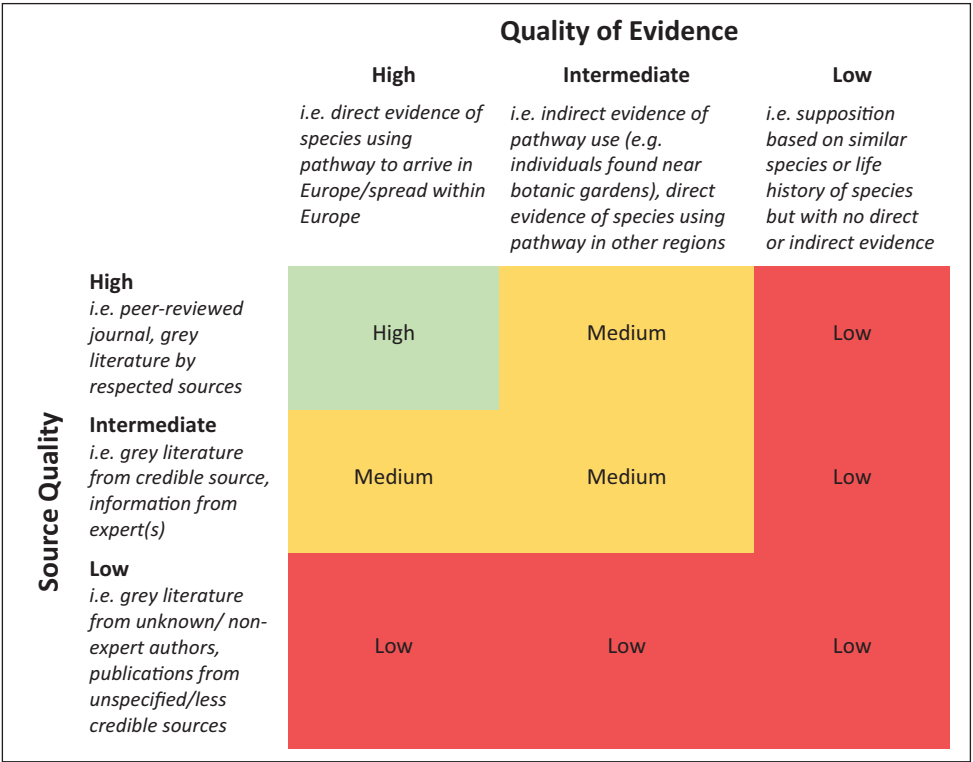 Quality of Evidence
High
i.e. direct evidence of
species using
pathway to arrive in
Europe/spread within
Europe
Intermediate
i.e. indirect evidence of
pathway use (e.g.
individuals found near
botanic gardens), direct
evidence of species using
pathway in other regions
Low
i.e. supposition
based on similar
species or life
history of species
but with no direct
or indirect evidence
Source Quality
High
i.e. peer-reviewed
journal, grey
literature by
respected sources
High
Medium
Low
Intermediate
i.e. grey literature
from credible source,
information from
expert(s)
Medium
Medium
Low
Low
i.e. grey literature
from unknown/ non-
expert authors,
publications from
unspecified/less
credible sources
Low
Low
Low